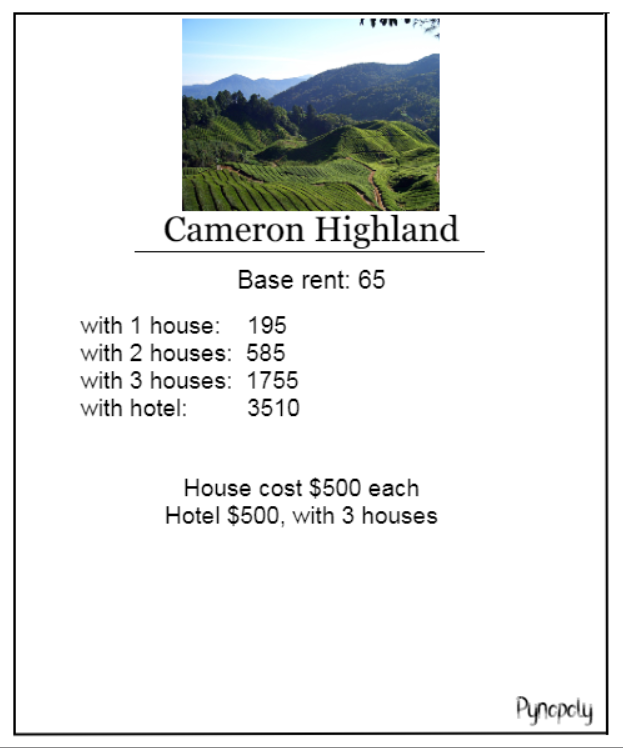 Cameron Highland
Base rent: 65
with 1 house: 195
with 2 houses: 585
with 3 houses: 1755
with hotel: 3510
House cost $500 each
Hotel $500, with 3 houses
Pynopoly